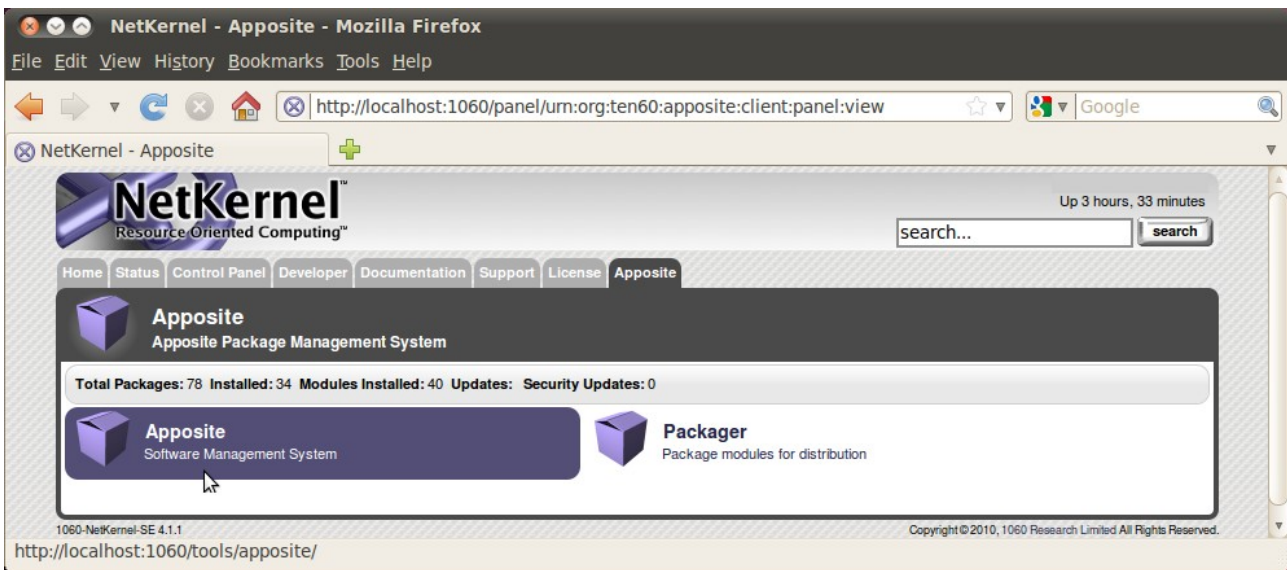 NetKernel - Apposite - Mozilla Firefox
File Edit View History Bookmarks Tools Help
http://localhost:1060/panel/urn:org:ten60:apposite:client:panel:view
Google
NetKernel - Apposite
NetKernel™
Resource Oriented Computing™
Up 3 hours, 33 minutes
search...
search
Home Status Control Panel Developer Documentation Support License Apposite
Apposite
Apposite Package Management System
Total Packages: 78 Installed: 34 Modules Installed: 40 Updates: Security Updates: 0
Apposite
Software Management System
Packager
Package modules for distribution
1060-NetKernel-SE 4.1.1
Copyright © 2010, 1060 Research Limited All Rights Reserved.
http://localhost:1060/tools/apposite/